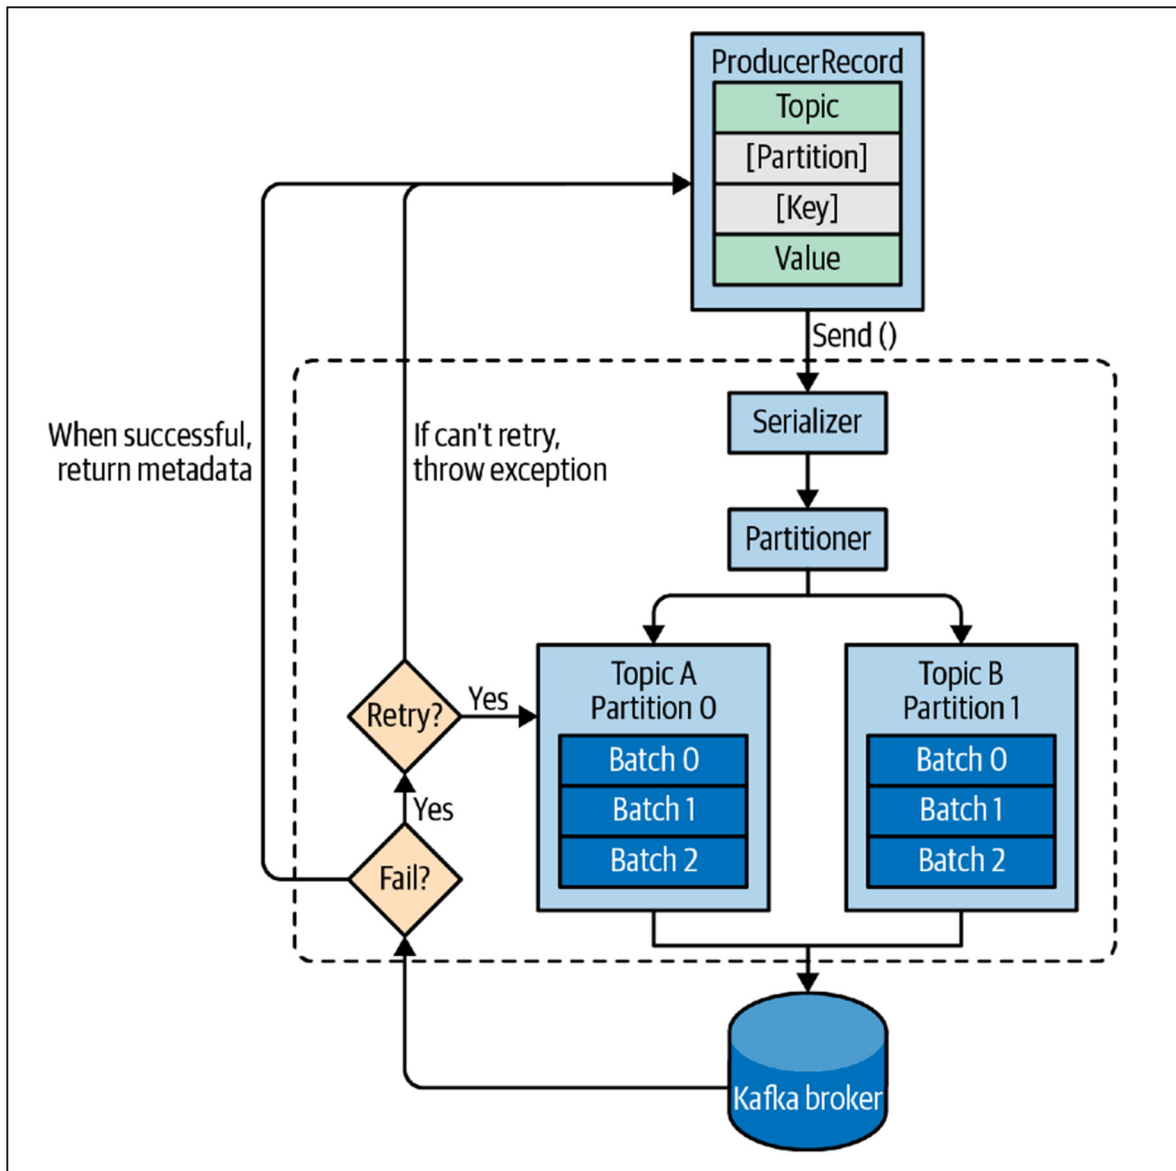 ProducerRecord
Topic
[Partition]
[Key]
Value
Send ()
Serializer
When successful,
return metadata
If can't retry,
throw exception
Partitioner
Topic A
Partition 0
Topic B
Partition 1
Retry?
Yes
Batch 0
Batch 1
Batch 2
Batch 0
Batch 1
Batch 2
Yes
Fail?
Kafka broker